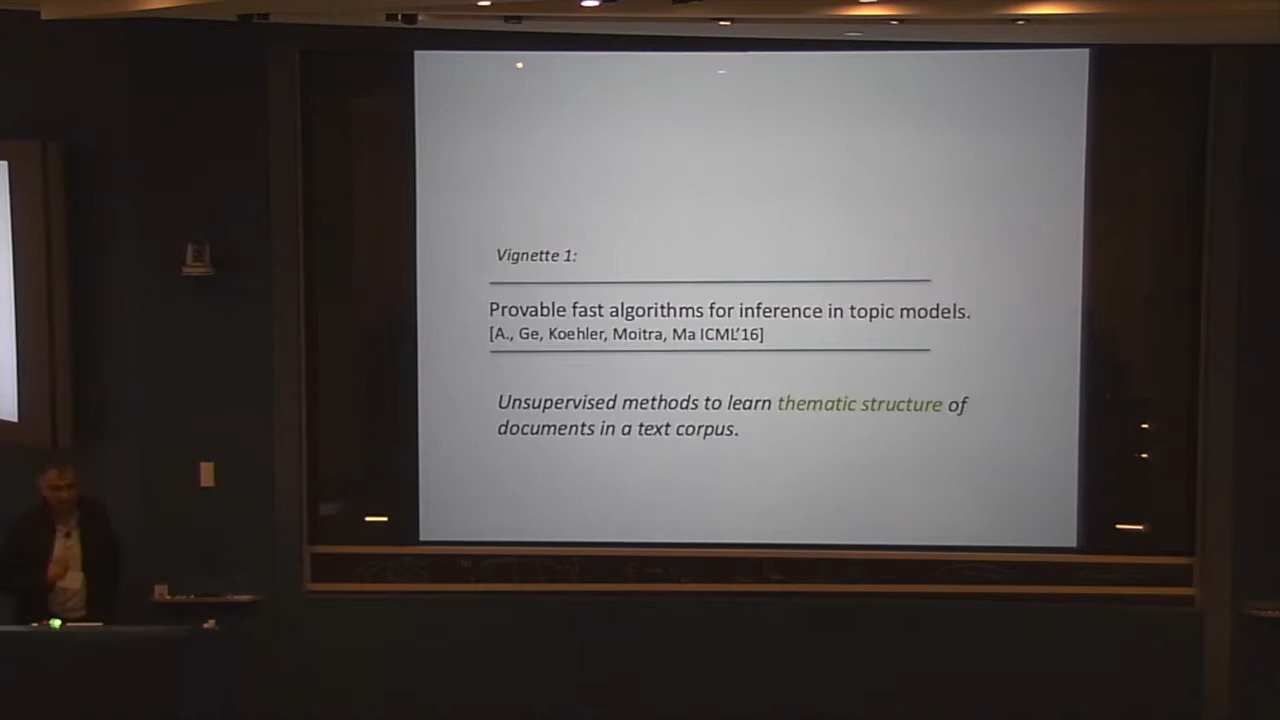 Vignette 1:
Provable fast algorithms for inference in topic models.
[A., Ge, Koehler, Moitra, Ma ICML'16]
Unsupervised methods to learn thematic structure of
documents in a text corpus.